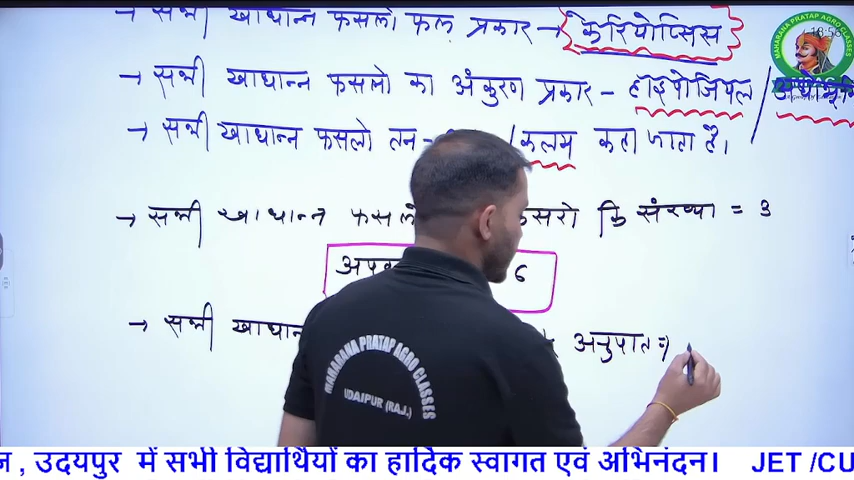 → सभी खाद्यान्न फसलो फल प्रकार → केरियोप्सिस
MAHARANA PRATAP AGRO CLASSES
18:56
→ सभी खाद्यान्न फसलो का अंकुरण प्रकार – हाइपोजियल /
→ सभी खाद्यान्न फसलो तन- / कलम कहा जाता है।
→ सभी खाद्यान्न कि संख्या = 3
6
→ सभी अनुपात ⇒
MAHARANA PRATAP AGRO CLASSES
UDAIPUR (RAJ.)
, उदयपुर में सभी विद्यार्थियों का हार्दिक स्वागत एवं अभिनंदन। JET /CU